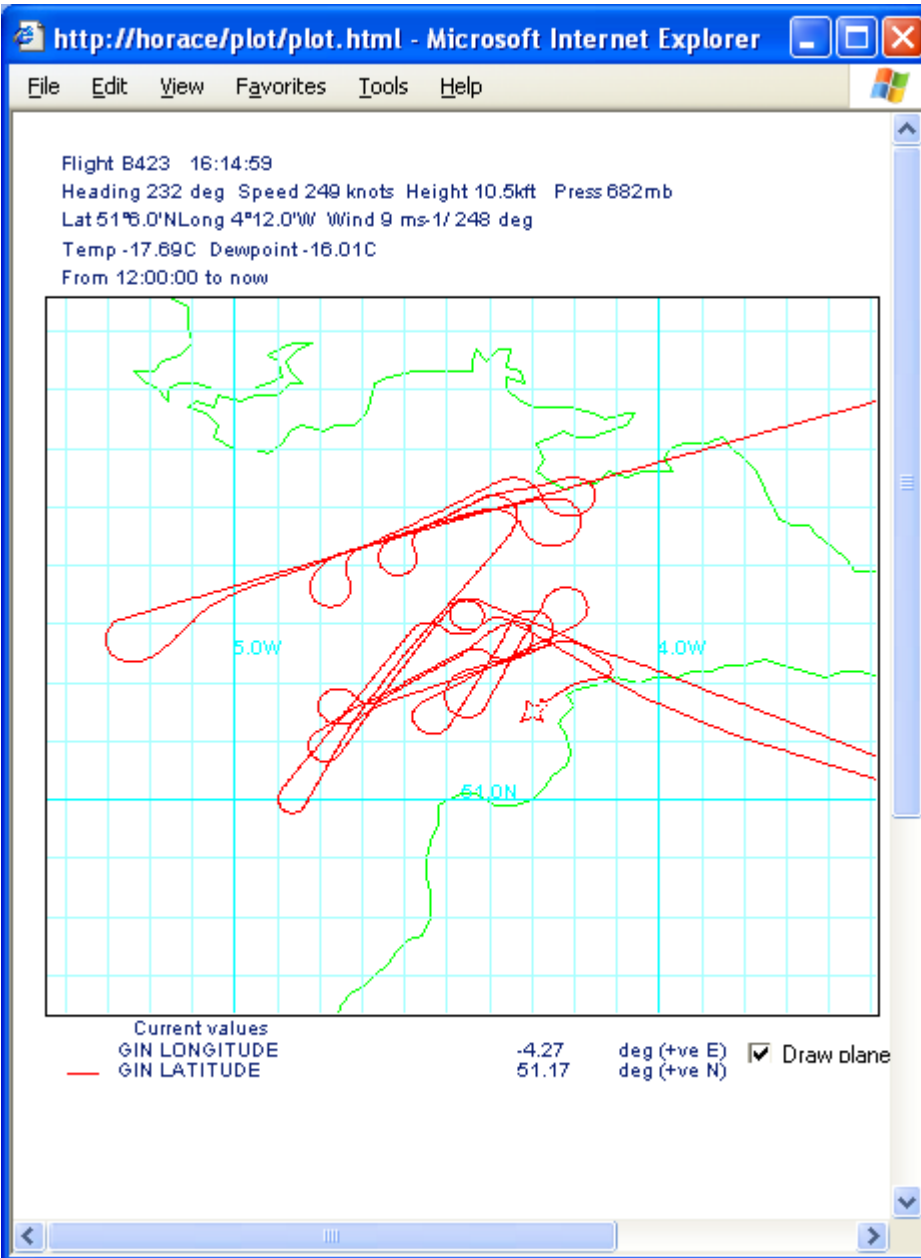 http://horace/plot/plot.html - Microsoft Internet Explorer
File Edit View Favorites Tools Help
Flight B423 16:14:59
Heading 232 deg Speed 249 knots Height 10.5kft Press 682mb
Lat 51°6.0'NLong 4°12.0'W Wind 9 ms-1/ 248 deg
Temp -17.69C Dewpoint -16.01C
From 12:00:00 to now
5.0W 4.0W
51.0N
Current values
GIN LONGITUDE -4.27 deg (+ve E)
GIN LATITUDE 51.17 deg (+ve N)
Draw plane